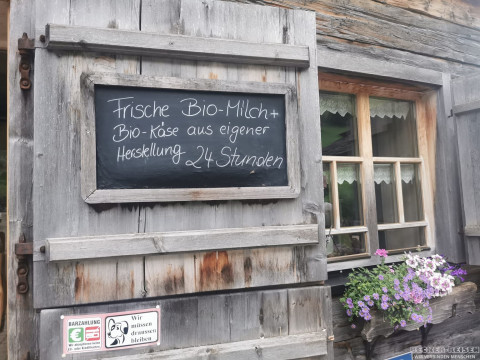 Frische Bio-Milch +
Bio-Käse aus eigener
Herstellung 24 Stunden
BARZAHLUNG
Wir
müssen
draussen
bleiben